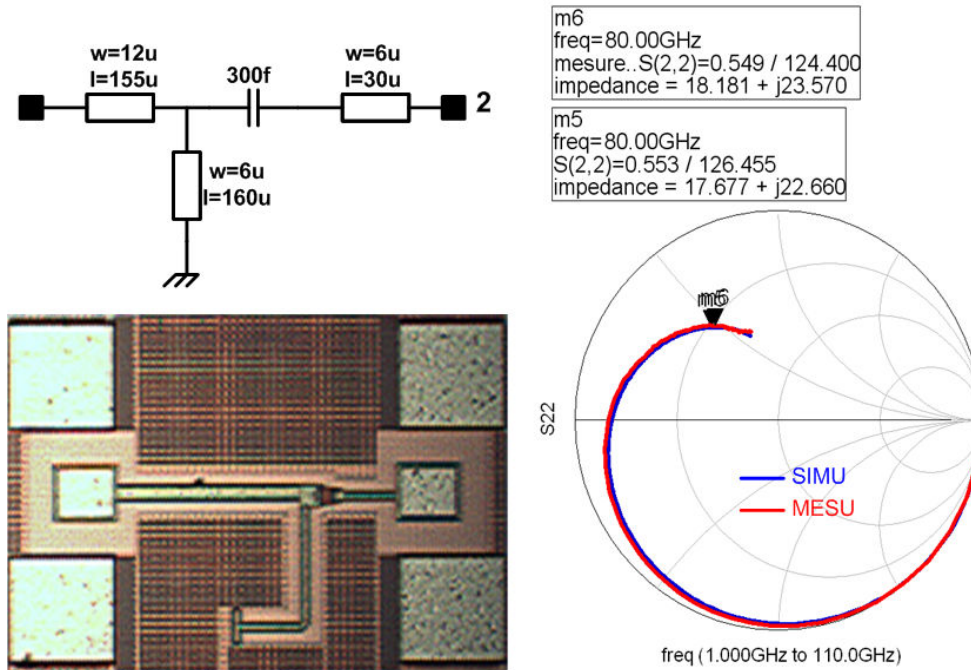 w=12u
l=155u
300f
w=6u
l=30u
2
w=6u
l=160u
m6
freq=80.00GHz
mesure..S(2,2)=0.549 / 124.400
impedance = 18.181 + j23.570
m5
freq=80.00GHz
S(2,2)=0.553 / 126.455
impedance = 17.677 + j22.660
S22
SIMU
MESU
freq (1.000GHz to 110.0GHz)